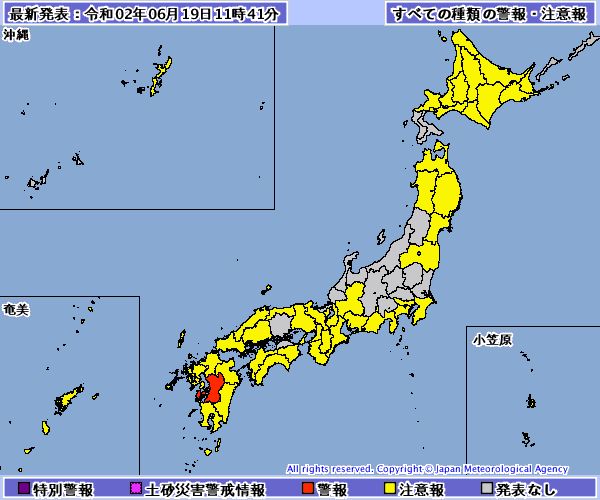 最新発表：令和02年06月19日11時41分
すべての種類の警報・注意報
沖縄
奄美
小笠原
All rights reserved. Copyright © Japan Meteorological Agency
特別警報 土砂災害警戒情報 警報 注意報 発表なし